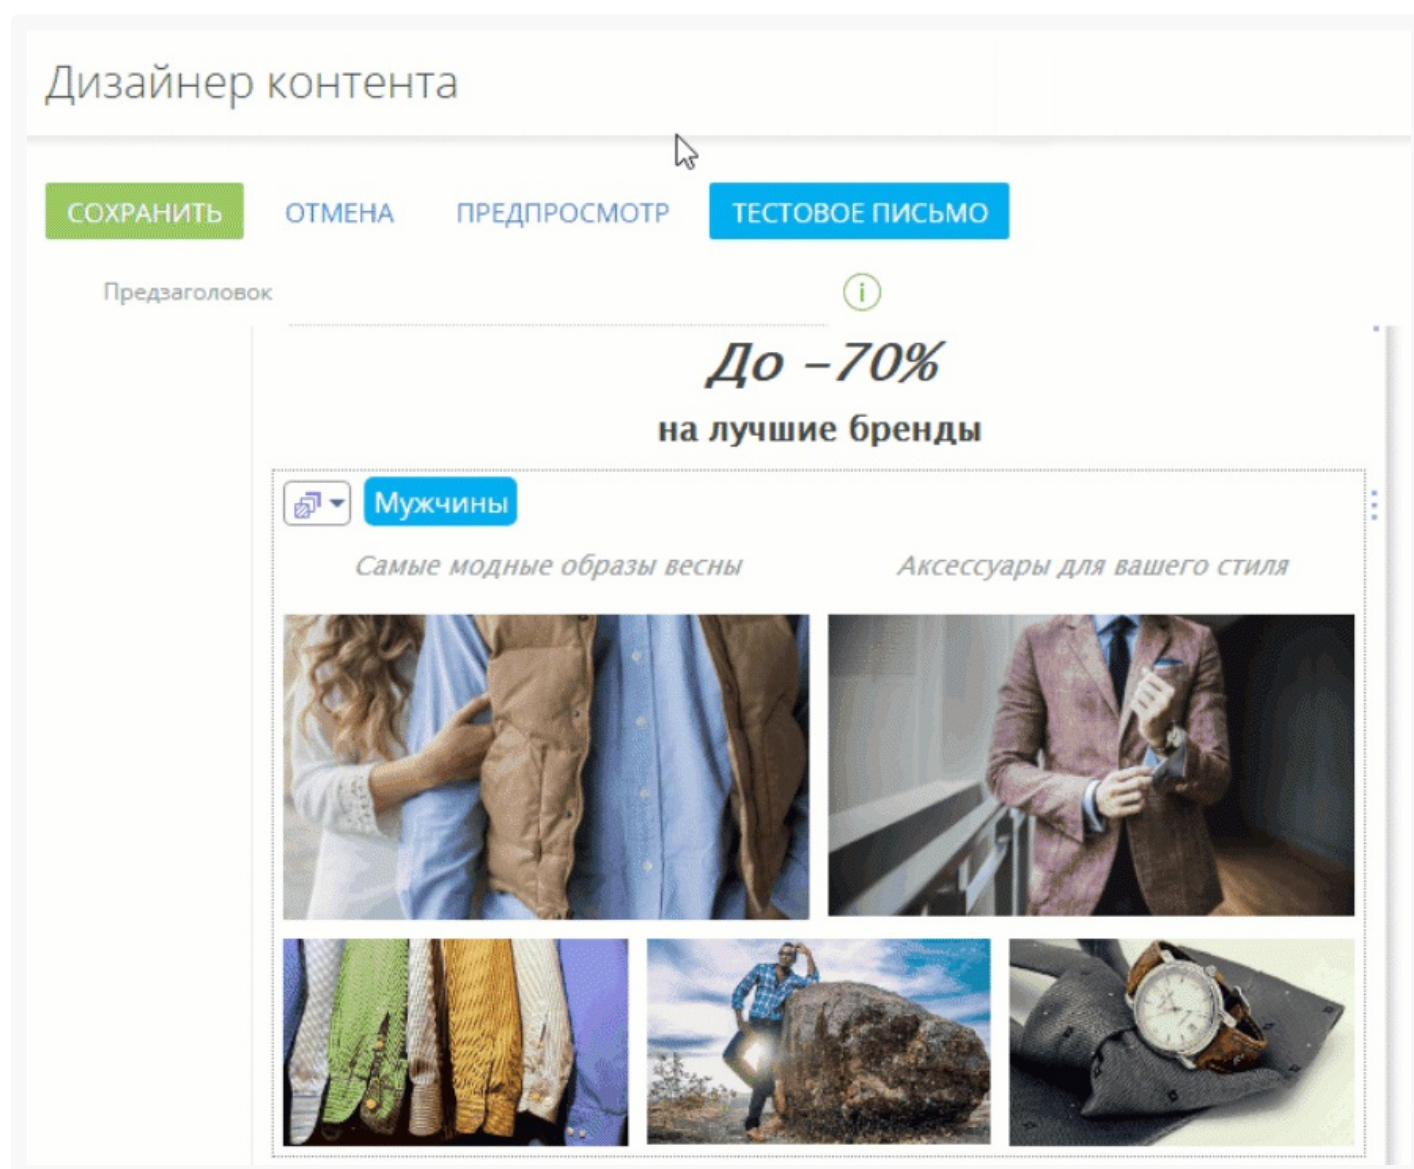 Дизайнер контента
СОХРАНИТЬ ОТМЕНА ПРЕДПРОСМОТР ТЕСТОВОЕ ПИСЬМО
Предзаголовок i
До –70%
на лучшие бренды
Мужчины
Самые модные образы весны Аксессуары для вашего стиля